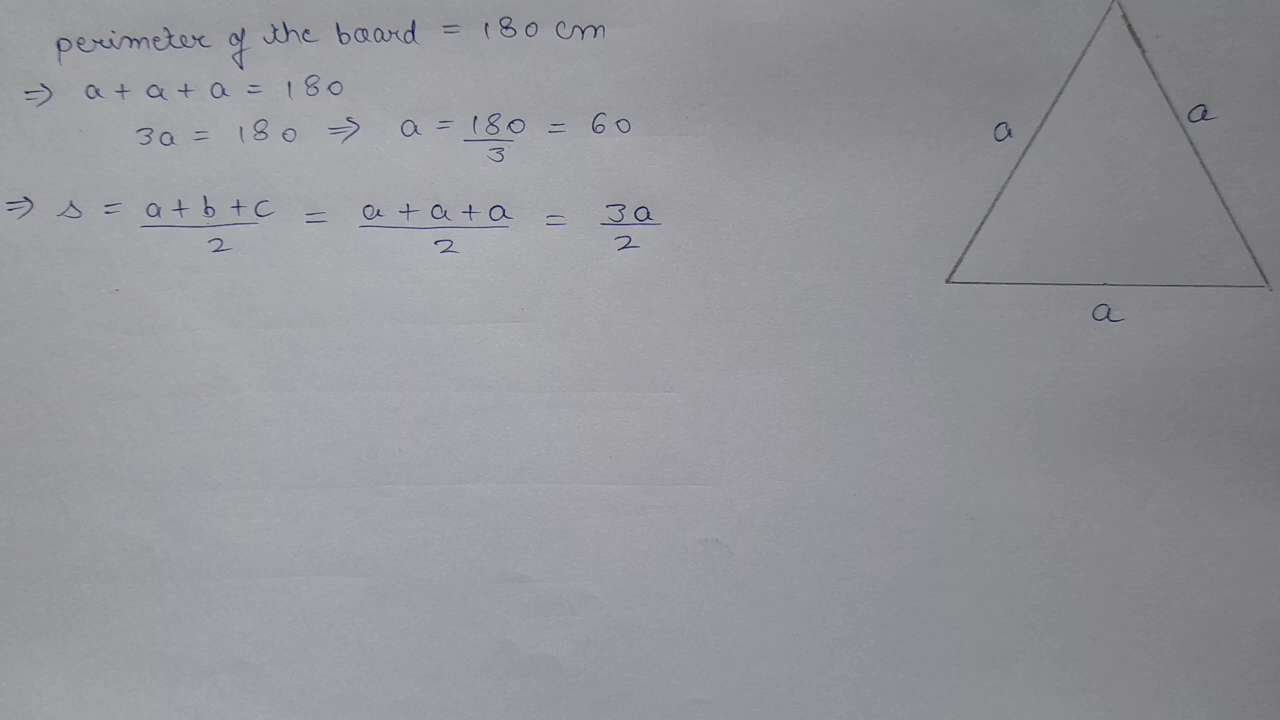 perimeter of the board = 180 cm
⇒ a + a + a = 180
3a = 180 ⇒ a = 180/3 = 60
⇒ s = a+b+c/2 = a+a+a/2 = 3a/2
a
a
a